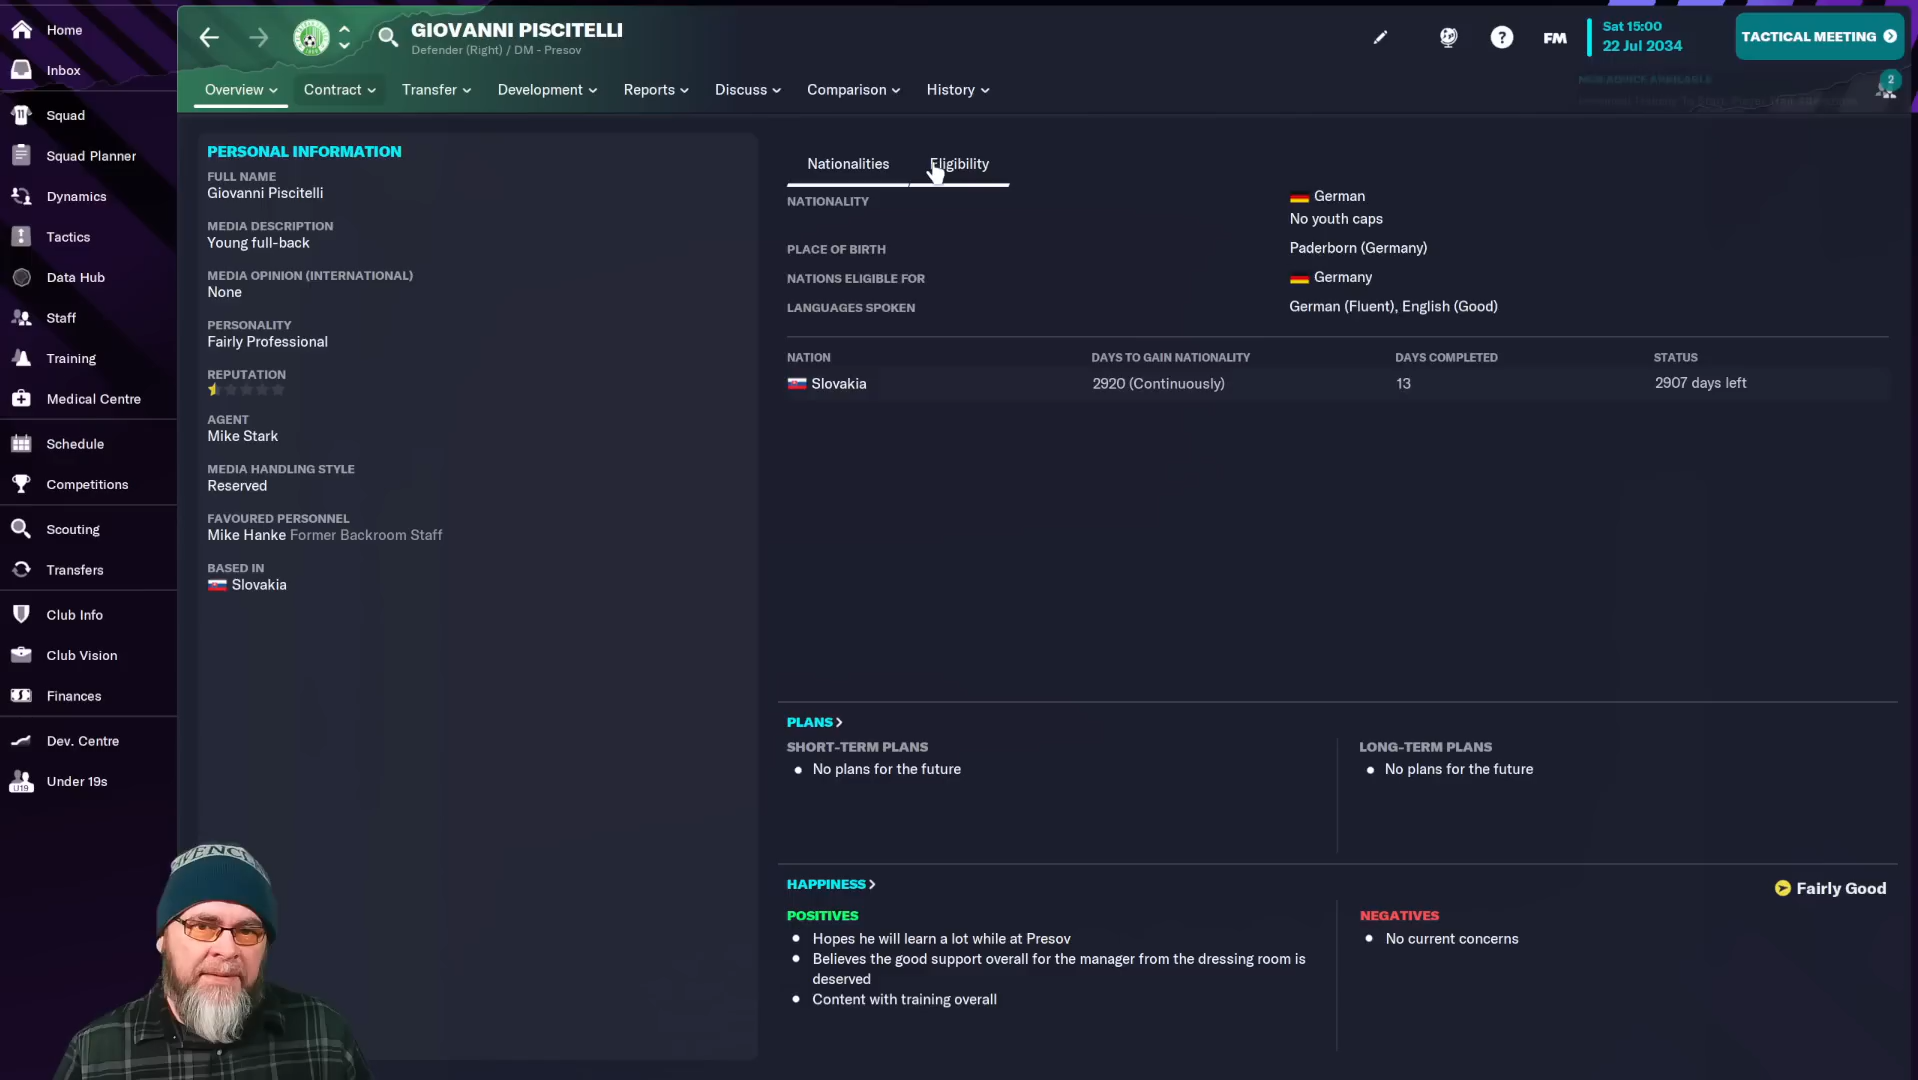 Home
Inbox
Squad
Squad Planner
Dynamics
Tactics
Data Hub
Staff
Training
Medical Centre
Schedule
Competitions
Scouting
Transfers
Club Info
Club Vision
Finances
Dev. Centre
U19
Under 19s
GIOVANNI PISCITELLI
Defender (Right) / DM - Presov
?
FM
Sat 15:00
22 Jul 2034
TACTICAL MEETING
Overview
Contract
Transfer
Development
Reports
Discuss
Comparison
History
2
PERSONAL INFORMATION
FULL NAME
Giovanni Piscitelli
MEDIA DESCRIPTION
Young full-back
MEDIA OPINION (INTERNATIONAL)
None
PERSONALITY
Fairly Professional
REPUTATION
AGENT
Mike Stark
MEDIA HANDLING STYLE
Reserved
FAVOURED PERSONNEL
Mike Hanke Former Backroom Staff
BASED IN
Slovakia
Nationalities
Eligibility
NATIONALITY
German
No youth caps
PLACE OF BIRTH
Paderborn (Germany)
NATIONS ELIGIBLE FOR
Germany
LANGUAGES SPOKEN
German (Fluent), English (Good)
NATION DAYS TO GAIN NATIONALITY DAYS COMPLETED STATUS
Slovakia 2920 (Continuously) 13 2907 days left
PLANS
SHORT-TERM PLANS
No plans for the future
LONG-TERM PLANS
No plans for the future
HAPPINESS
Fairly Good
POSITIVES
Hopes he will learn a lot while at Presov
Believes the good support overall for the manager from the dressing room is
deserved
Content with training overall
NEGATIVES
No current concerns